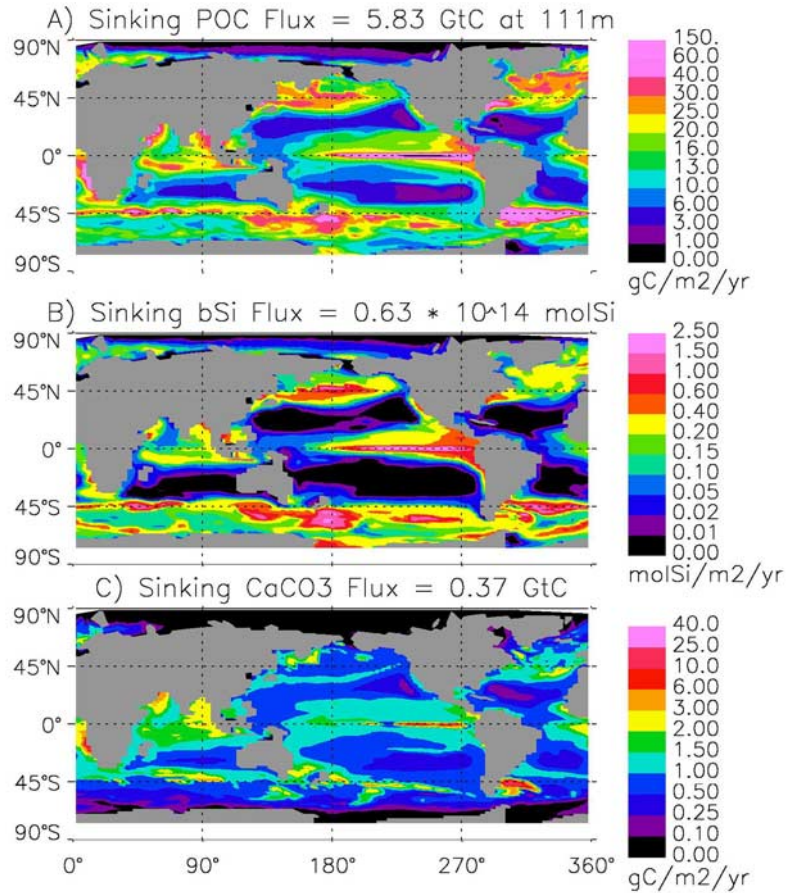 A) Sinking POC Flux = 5.83 GtC at 111m
90°N
45°N
0°
45°S
90°S
150.
60.0
40.0
30.0
25.0
20.0
16.0
13.0
10.0
6.00
3.00
1.00
0.00
gC/m2/yr
B) Sinking bSi Flux = 0.63 * 10^14 molSi
90°N
45°N
0°
45°S
90°S
2.50
1.50
1.00
0.60
0.40
0.20
0.15
0.10
0.05
0.02
0.01
0.00
molSi/m2/yr
C) Sinking CaCO3 Flux = 0.37 GtC
90°N
45°N
0°
45°S
90°S
0°
90°
180°
270°
360°
40.0
25.0
10.0
6.00
3.00
2.00
1.50
1.00
0.50
0.25
0.10
0.00
gC/m2/yr